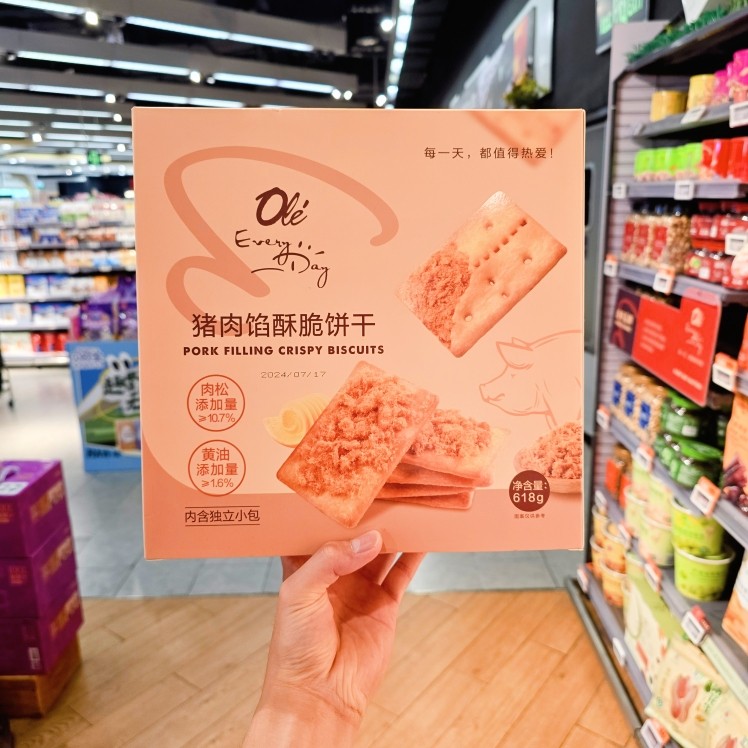 每一天，都值得热爱！
Olé
Every
Day
猪肉馅酥脆饼干
PORK FILLING CRISPY BISCUITS
2024/07/17
肉松
添加量
≥10.7%
黄油
添加量
≥1.6%
内含独立小包
净含量：
618g